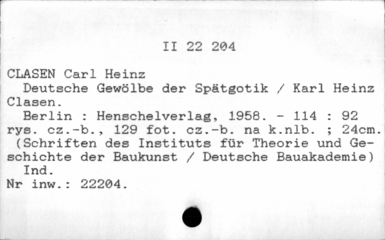 II 22 204
CLASEN Carl Heinz
Deutsche Gewölbe der Spätgotik / Karl Heinz
Clasen.
Berlin : Henschelverlag, 1958. - 114 : 92
rys. cz.-b., 129 fot. cz.-b. na k.nlb. ; 24cm.
(Schriften des Instituts für Theorie und Ge-
schichte der Baukunst / Deutsche Bauakademie)
Ind.
Nr inw.: 22204.